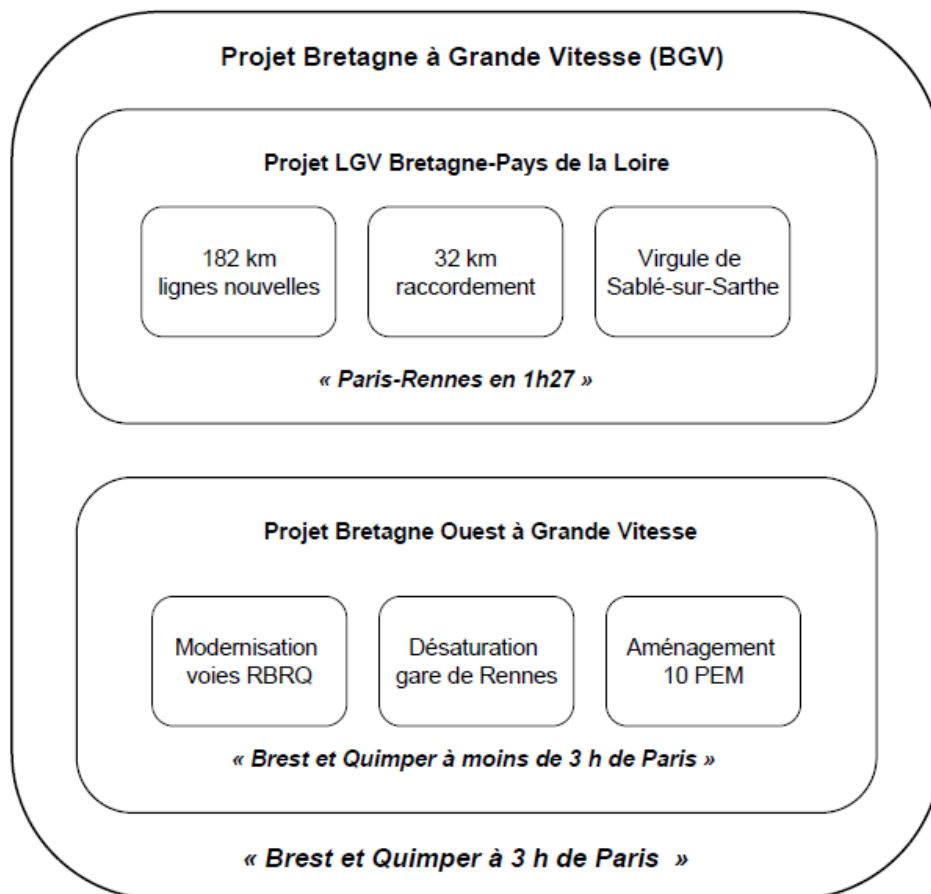 Projet Bretagne à Grande Vitesse (BGV)
Projet LGV Bretagne-Pays de la Loire
182 km
lignes nouvelles
32 km
raccordement
Virgule de
Sablé-sur-Sarthe
« Paris-Rennes en 1h27 »
Projet Bretagne Ouest à Grande Vitesse
Modernisation
voies RBRQ
Désaturation
gare de Rennes
Aménagement
10 PEM
« Brest et Quimper à moins de 3 h de Paris »
« Brest et Quimper à 3 h de Paris »